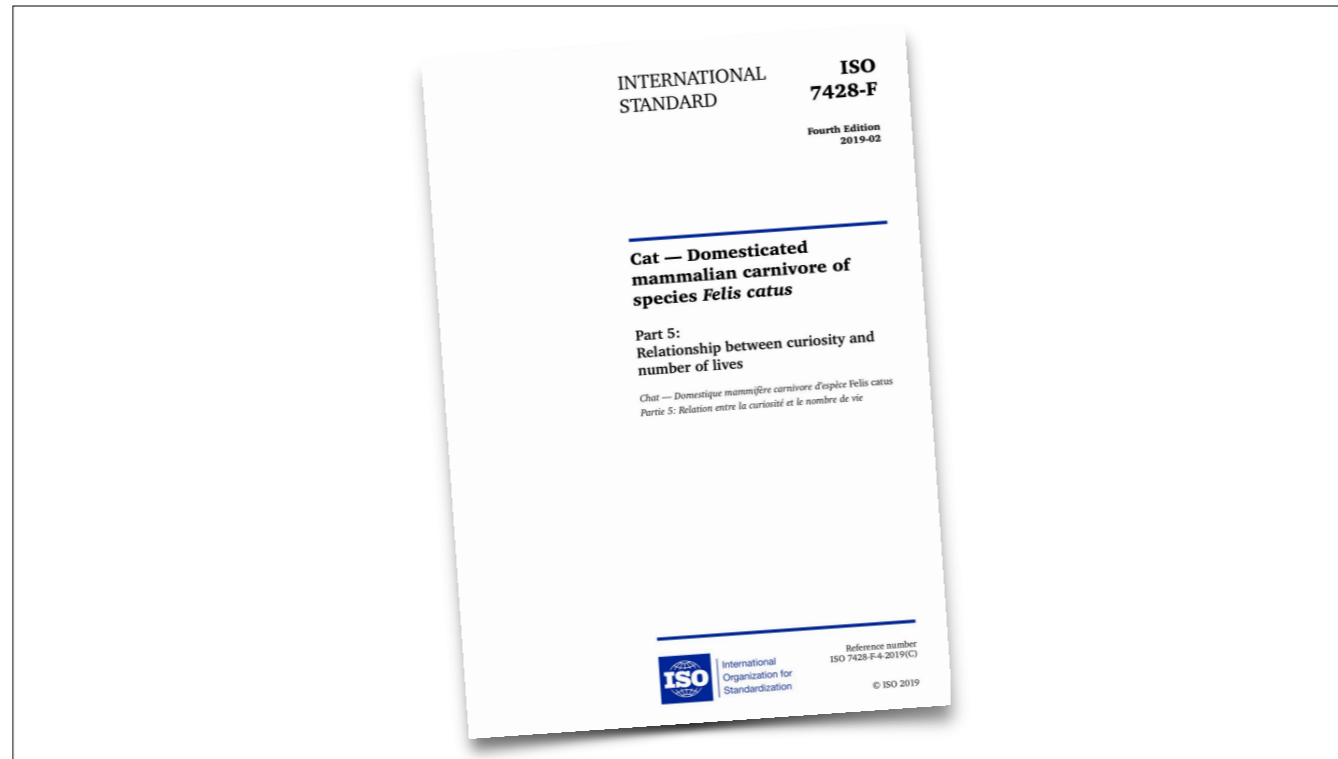 INTERNATIONAL
STANDARD
ISO
7428-F
Fourth Edition
2019-02
Cat — Domesticated
mammalian carnivore of
species Felis catus
Part 5:
Relationship between curiosity and
number of lives
Chat — Domestique mammifère carnivore d'espèce Felis catus
Partie 5: Relation entre la curiosité et le nombre de vie
ISO
International
Organization for
Standardization
Reference number
ISO 7428-F-4-2019(C)
© ISO 2019